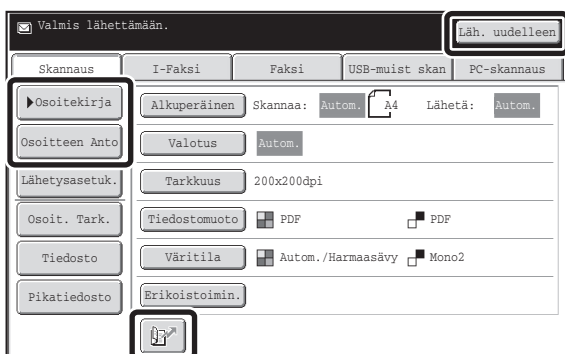 Valmis lähettämään.
Läh. uudelleen
Skannaus I-Faksi Faksi USB-muist skan PC-skannaus
Osoitekirja Alkuperäinen Skannaa: Autom. A4 Lähetä: Autom.
Osoitteen Anto Valotus Autom.
Lähetysasetuk. Tarkkuus 200x200dpi
Osoit. Tark. Tiedostomuoto PDF PDF
Tiedosto Väritila Autom./Harmaasävy Mono2
Pikatiedosto Erikoistoimin.